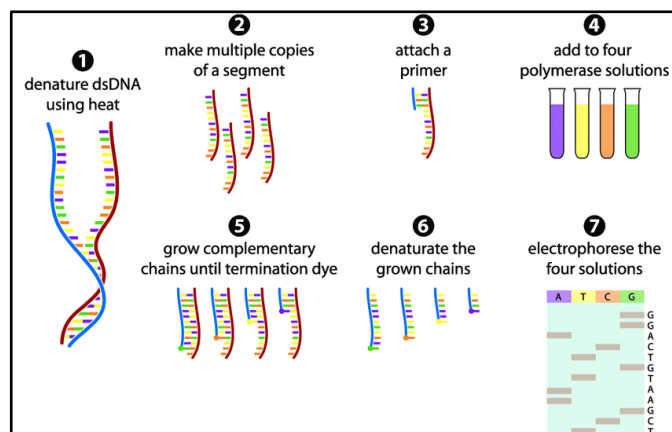 1
denature dsDNA
using heat
2
make multiple copies
of a segment
3
attach a
primer
4
add to four
polymerase solutions
5
grow complementary
chains until termination dye
6
denaturate the
grown chains
7
electrophorese the
four solutions
A T C G
G
G
A
C
T
G
T
A
A
G
C
T